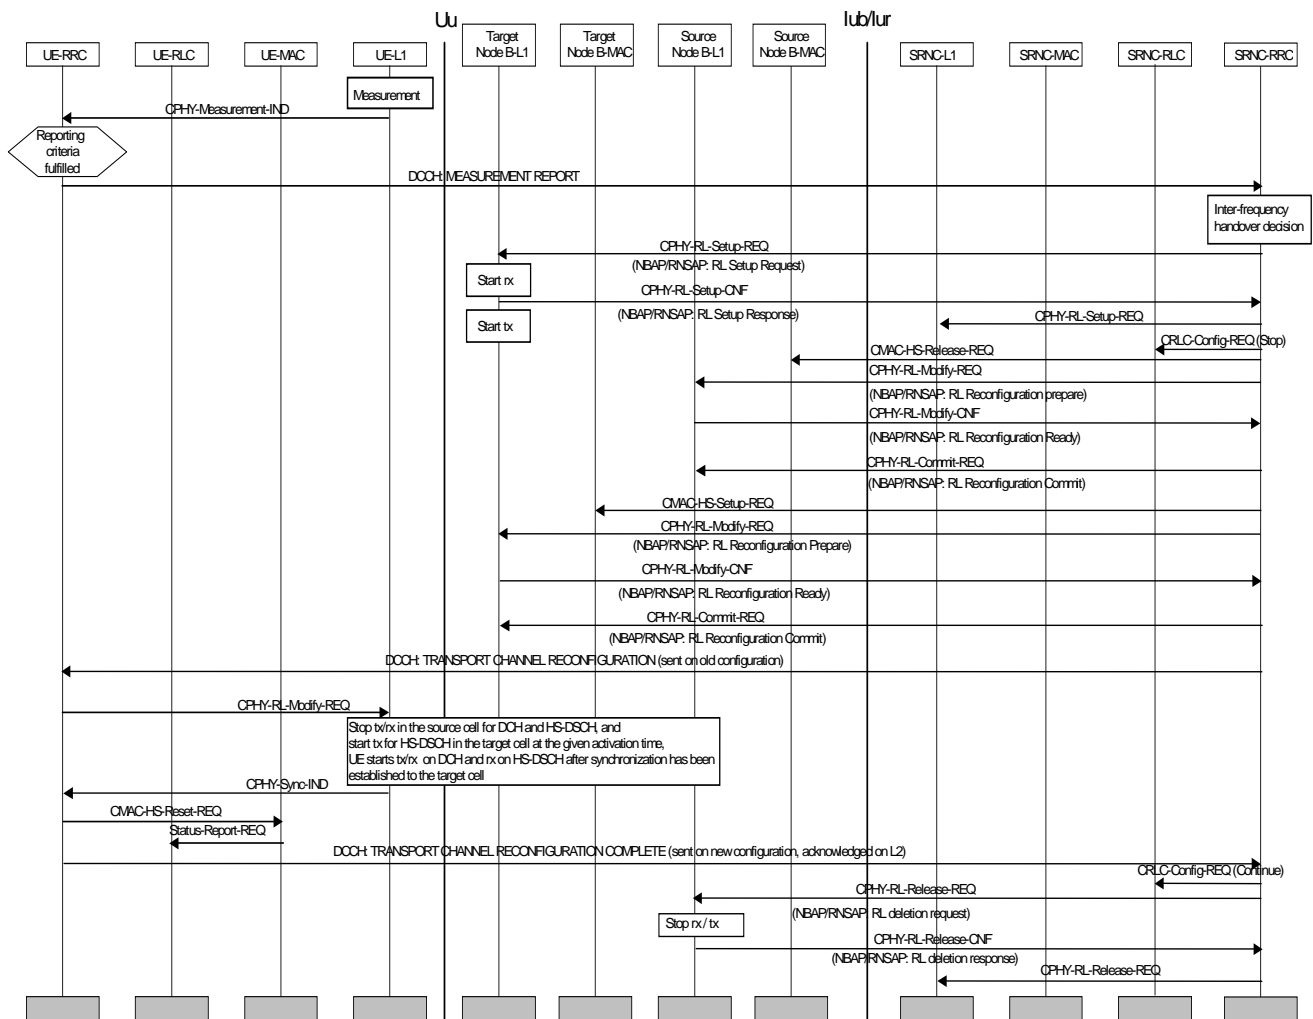 Uu
Iub/Iur
UE-RRC
UE-RLC
UE-MAC
UE-L1
Target
Node B-L1
Target
Node B-MAC
Source
Node B-L1
Source
Node B-MAC
SRNC-L1
SRNC-MAC
SRNC-RLC
SRNC-RRC
Measurement
CPHY-Measurement-IND
Reporting
criteria
fulfilled
DCCH: MEASUREMENT REPORT
Inter-frequency
handover decision
CPHY-RL-Setup-REQ
(NBAP/RNSAP: RL Setup Request)
Start rx
CPHY-RL-Setup-CNF
(NBAP/RNSAP: RL Setup Response)
Start tx
CPHY-RL-Setup-REQ
CRLC-Config-REQ (Stop)
CMAC-HS-Release-REQ
CPHY-RL-Modify-REQ
(NBAP/RNSAP: RL Reconfiguration prepare)
CPHY-RL-Modify-CNF
(NBAP/RNSAP: RL Reconfiguration Ready)
CPHY-RL-Commit-REQ
(NBAP/RNSAP: RL Reconfiguration Commit)
CMAC-HS-Setup-REQ
CPHY-RL-Modify-REQ
(NBAP/RNSAP: RL Reconfiguration Prepare)
CPHY-RL-Modify-CNF
(NBAP/RNSAP: RL Reconfiguration Ready)
CPHY-RL-Commit-REQ
(NBAP/RNSAP: RL Reconfiguration Commit)
DCCH: TRANSPORT CHANNEL RECONFIGURATION (sent on old configuration)
CPHY-RL-Modify-REQ
Stop tx/rx in the source cell for DCH and HS-DSCH, and
start tx for HS-DSCH in the target cell at the given activation time,
UE starts tx/rx on DCH and rx on HS-DSCH after synchronization has been
established to the target cell
CPHY-Sync-IND
CMAC-HS-Reset-REQ
Status-Report-REQ
DCCH: TRANSPORT CHANNEL RECONFIGURATION COMPLETE (sent on new configuration, acknowledged on L2)
CRLC-Config-REQ (Continue)
CPHY-RL-Release-REQ
(NBAP/RNSAP: RL deletion request)
Stop rx / tx
CPHY-RL-Release-CNF
(NBAP/RNSAP: RL deletion response)
CPHY-RL-Release-REQ